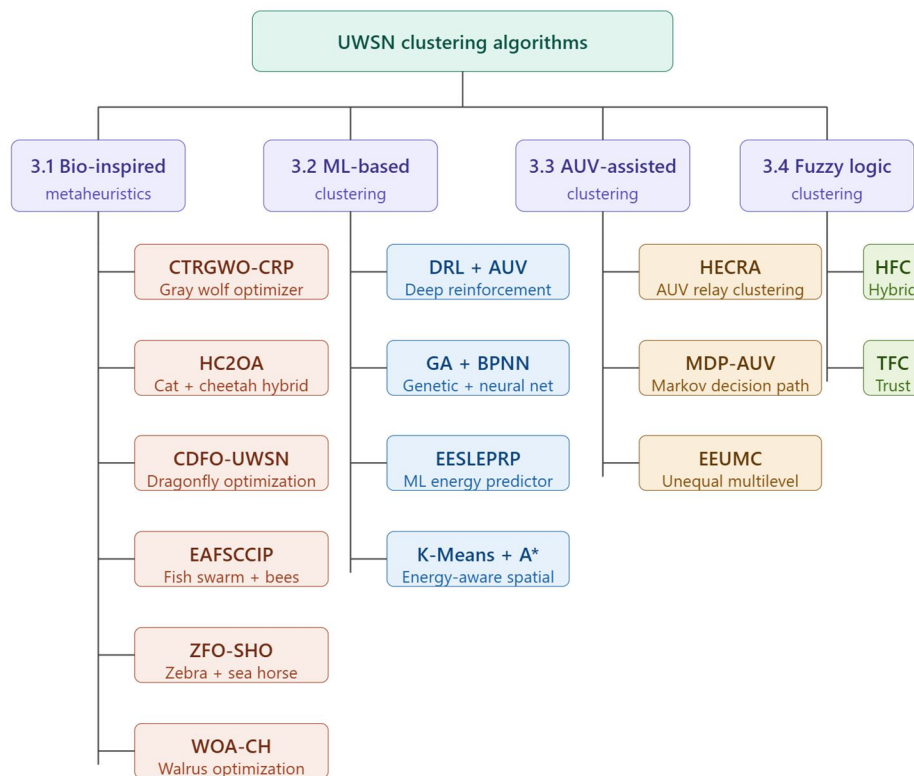 UWSN clustering algorithms
3.1 Bio-inspired
metaheuristics
3.2 ML-based
clustering
3.3 AUV-assisted
clustering
3.4 Fuzzy logic
clustering
CTRGWO-CRP
Gray wolf optimizer
DRL + AUV
Deep reinforcement
HECRA
AUV relay clustering
HFC
Hybrid
HC2OA
Cat + cheetah hybrid
GA + BPNN
Genetic + neural net
MDP-AUV
Markov decision path
TFC
Trust
CDFO-UWSN
Dragonfly optimization
EESLEPRP
ML energy predictor
EEUMC
Unequal multilevel
EAFSCCIP
Fish swarm + bees
K-Means + A*
Energy-aware spatial
ZFO-SHO
Zebra + sea horse
WOA-CH
Walrus optimization